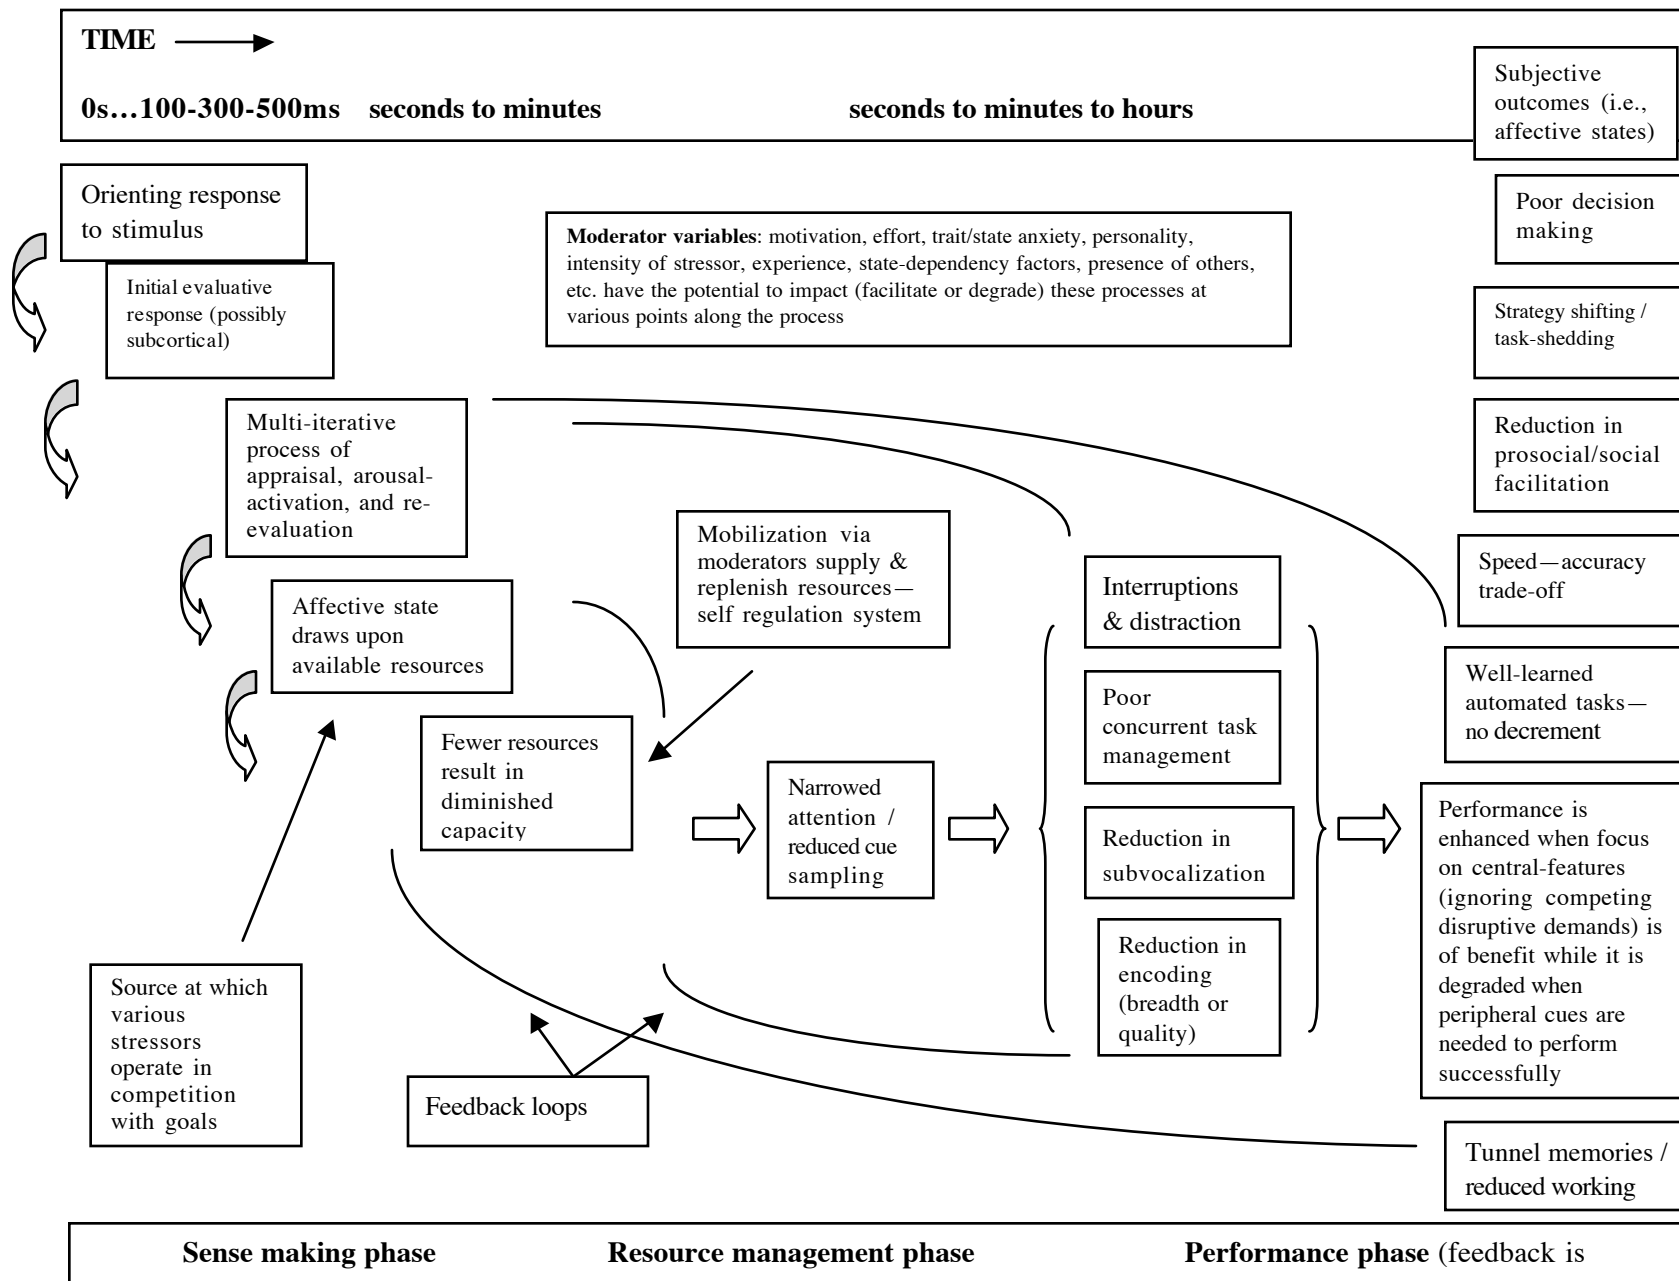 TIME
0s…100-300-500ms seconds to minutes seconds to minutes to hours
Orienting response
to stimulus
Initial evaluative
response (possibly
subcortical)
Moderator variables: motivation, effort, trait/state anxiety, personality,
intensity of stressor, experience, state-dependency factors, presence of others,
etc. have the potential to impact (facilitate or degrade) these processes at
various points along the process
Multi-iterative
process of
appraisal, arousal-
activation, and re-
evaluation
Affective state
draws upon
available resources
Mobilization via
moderators supply &
replenish resources—
self regulation system
Fewer resources
result in
diminished
capacity
Source at which
various
stressors
operate in
competition
with goals
Feedback loops
Narrowed
attention /
reduced cue
sampling
Interruptions
& distraction
Poor
concurrent task
management
Reduction in
subvocalization
Reduction in
encoding
(breadth or
quality)
Subjective
outcomes (i.e.,
affective states)
Poor decision
making
Strategy shifting /
task-shedding
Reduction in
prosocial/social
facilitation
Speed—accuracy
trade-off
Well-learned
automated tasks—
no decrement
Performance is
enhanced when focus
on central-features
(ignoring competing
disruptive demands) is
of benefit while it is
degraded when
peripheral cues are
needed to perform
successfully
Tunnel memories /
reduced working
Sense making phase Resource management phase Performance phase (feedback is